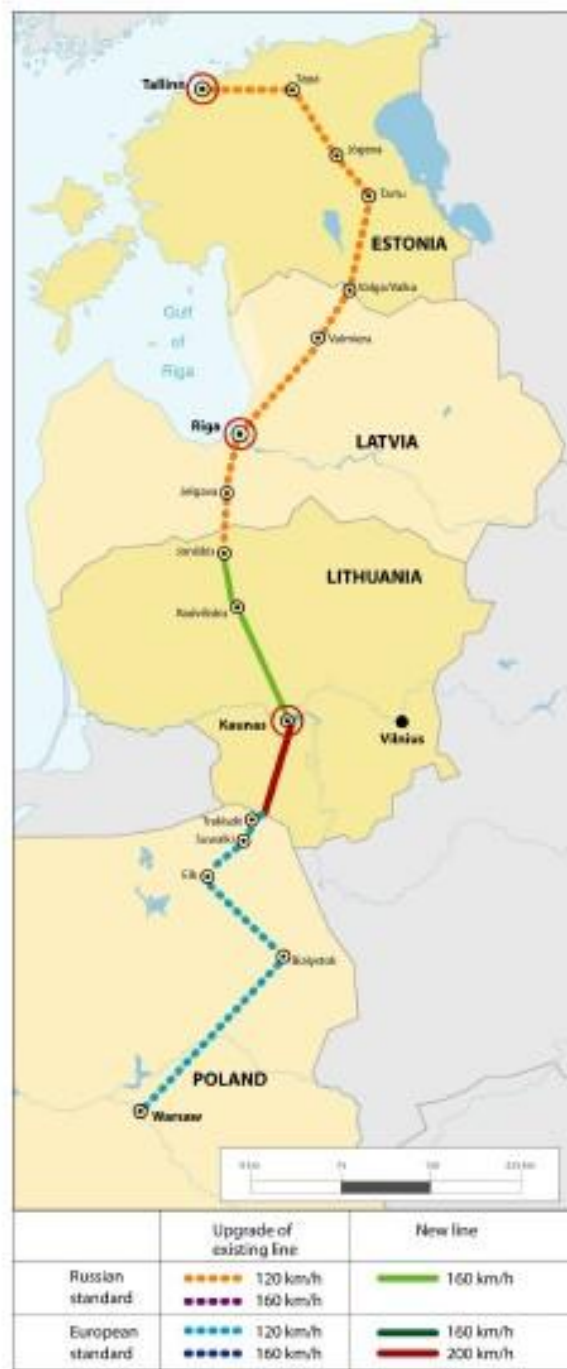 Tallinn
Tapa
Jõgeva
Tartu
ESTONIA
Valga/Valka
Gulf
of
Riga
Valmiera
Riga
LATVIA
Jelgava
LITHUANIA
Kaunas
Vilnius
Trakiszki
Suwałki
Ełk
Białystok
POLAND
Warsaw
Upgrade of
existing line
New line
Russian
standard
120 km/h
160 km/h
160 km/h
European
standard
120 km/h
160 km/h
160 km/h
200 km/h